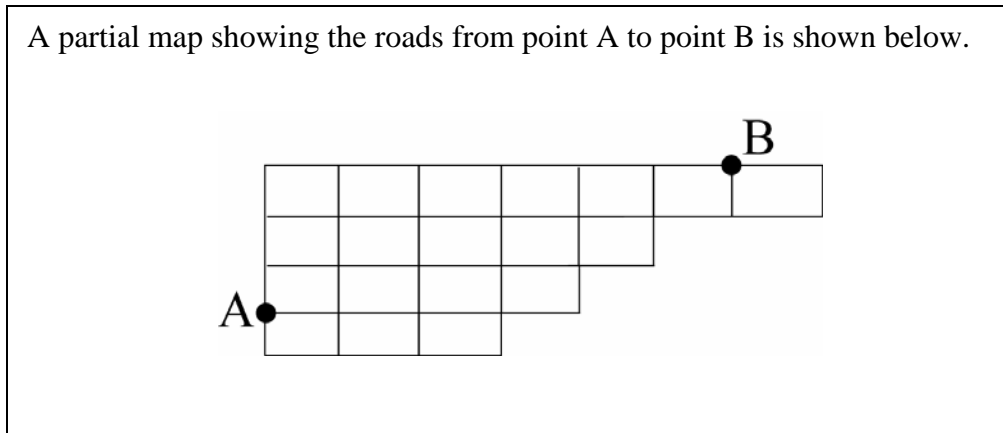 A partial map showing the roads from point A to point B is shown below.
B
A